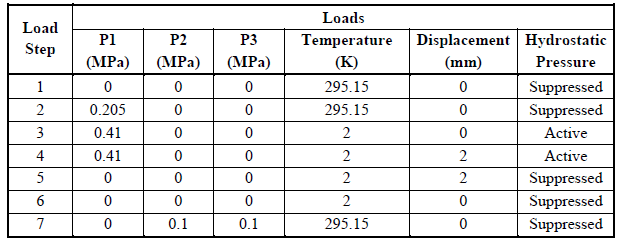 Load Step Loads
P1 (MPa) P2 (MPa) P3 (MPa) Temperature (K) Displacement (mm) Hydrostatic Pressure
1 0 0 0 295.15 0 Suppressed
2 0.205 0 0 295.15 0 Suppressed
3 0.41 0 0 2 0 Active
4 0.41 0 0 2 2 Active
5 0 0 0 2 2 Suppressed
6 0 0 0 2 0 Suppressed
7 0 0.1 0.1 295.15 0 Suppressed